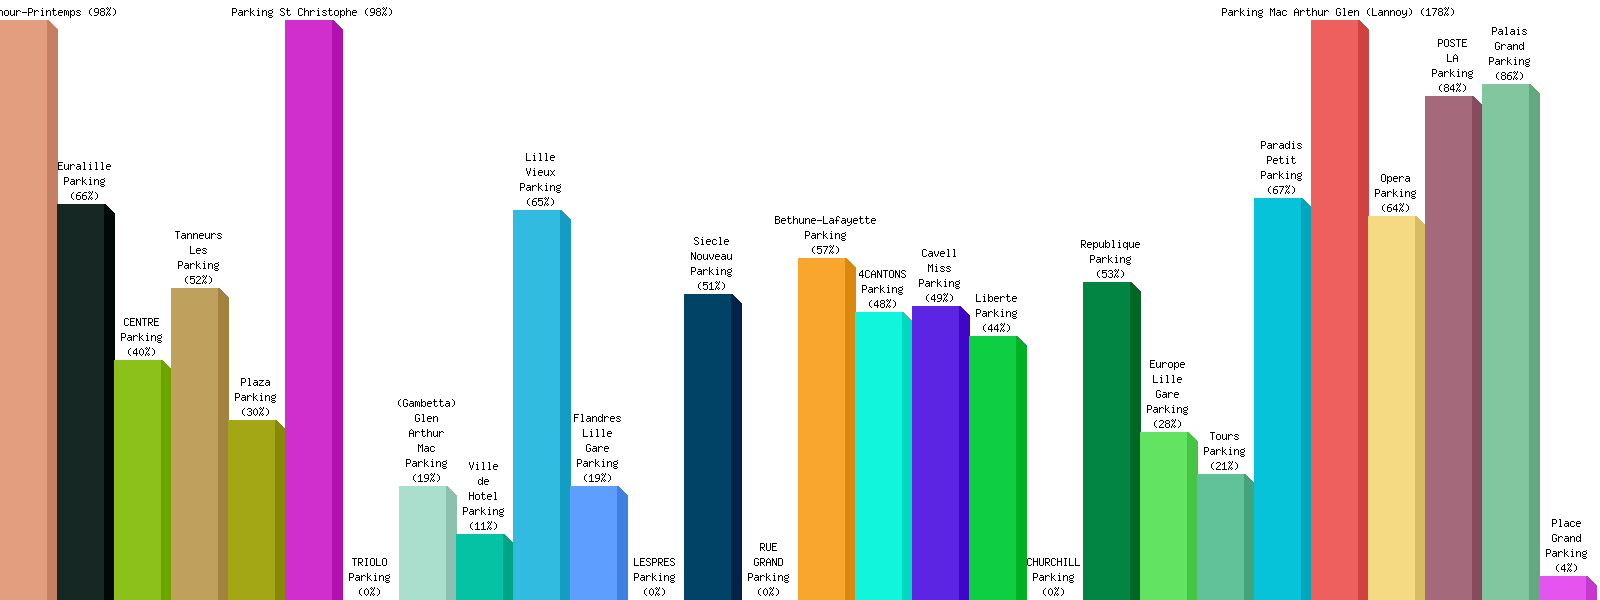 nour-Printemps (98%)
Euralille
Parking
(66%)
CENTRE
Parking
(40%)
Tanneurs
Les
Parking
(52%)
Plaza
Parking
(30%)
Parking St Christophe (98%)
TRIOLO
Parking
(0%)
(Gambetta)
Glen
Arthur
Mac
Parking
(19%)
Ville
de
Hotel
Parking
(11%)
Lille
Vieux
Parking
(65%)
Flandres
Lille
Gare
Parking
(19%)
LESPRES
Parking
(0%)
Siecle
Nouveau
Parking
(51%)
RUE
GRAND
Parking
(0%)
Bethune-Lafayette
Parking
(57%)
4CANTONS
Parking
(48%)
Cavell
Miss
Parking
(49%)
Liberte
Parking
(44%)
CHURCHILL
Parking
(0%)
Republique
Parking
(53%)
Europe
Lille
Gare
Parking
(28%)
Tours
Parking
(21%)
Paradis
Petit
Parking
(67%)
Parking Mac Arthur Glen (Lannoy) (178%)
Opera
Parking
(64%)
POSTE
LA
Parking
(84%)
Palais
Grand
Parking
(86%)
Place
Grand
Parking
(4%)